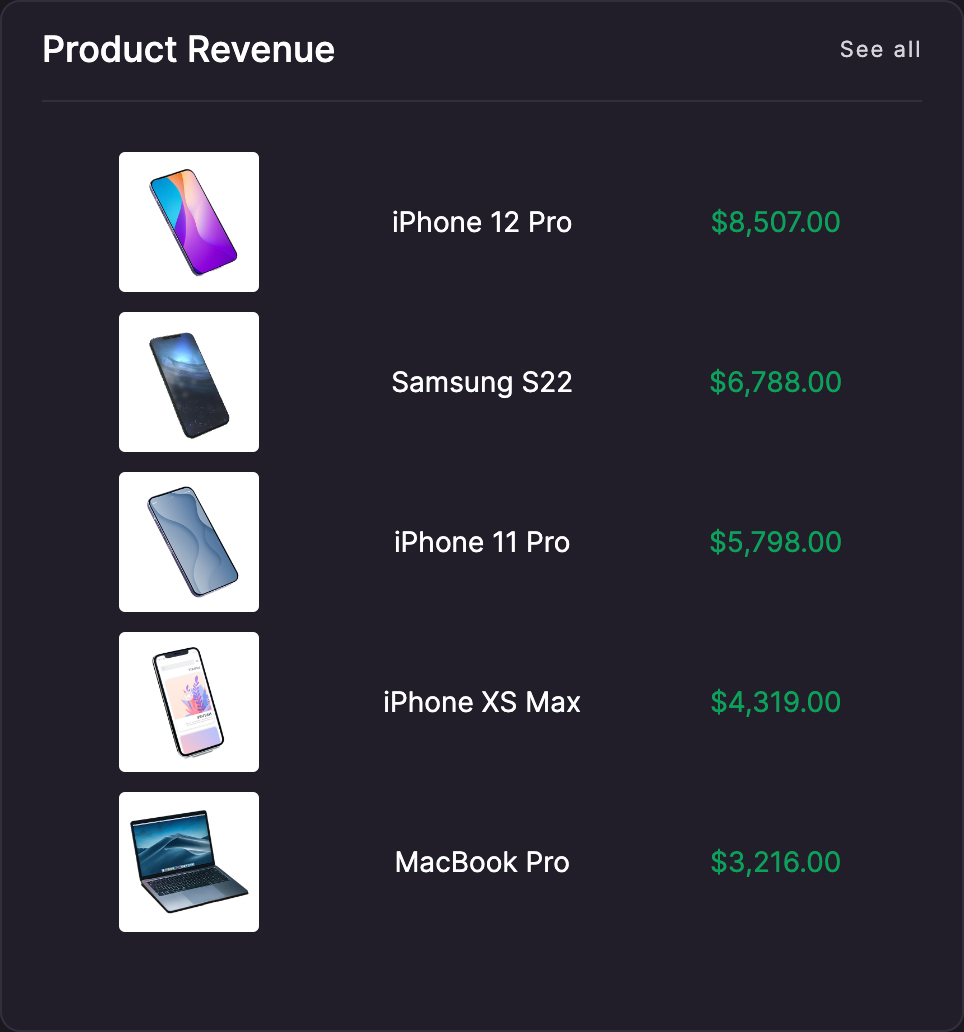 Product Revenue
See all
iPhone 12 Pro
$8,507.00
Samsung S22
$6,788.00
iPhone 11 Pro
$5,798.00
iPhone XS Max
$4,319.00
MacBook Pro
$3,216.00